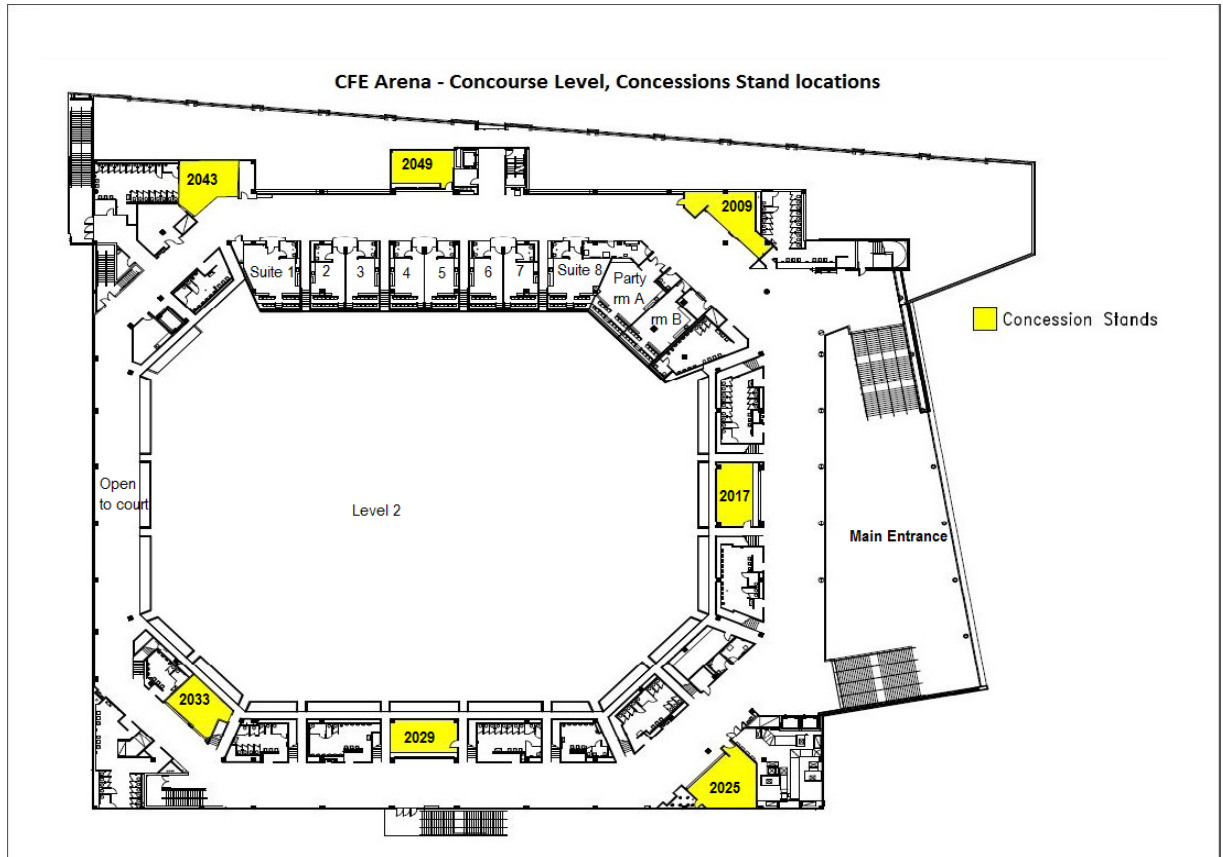 CFE Arena - Concourse Level, Concessions Stand locations
2049
2043
2009
Suite 1
2
3
4
5
6
7
Suite 8
Party
rm A
rm B
Concession Stands
Open
to court
Level 2
2017
Main Entrance
2033
2029
2025